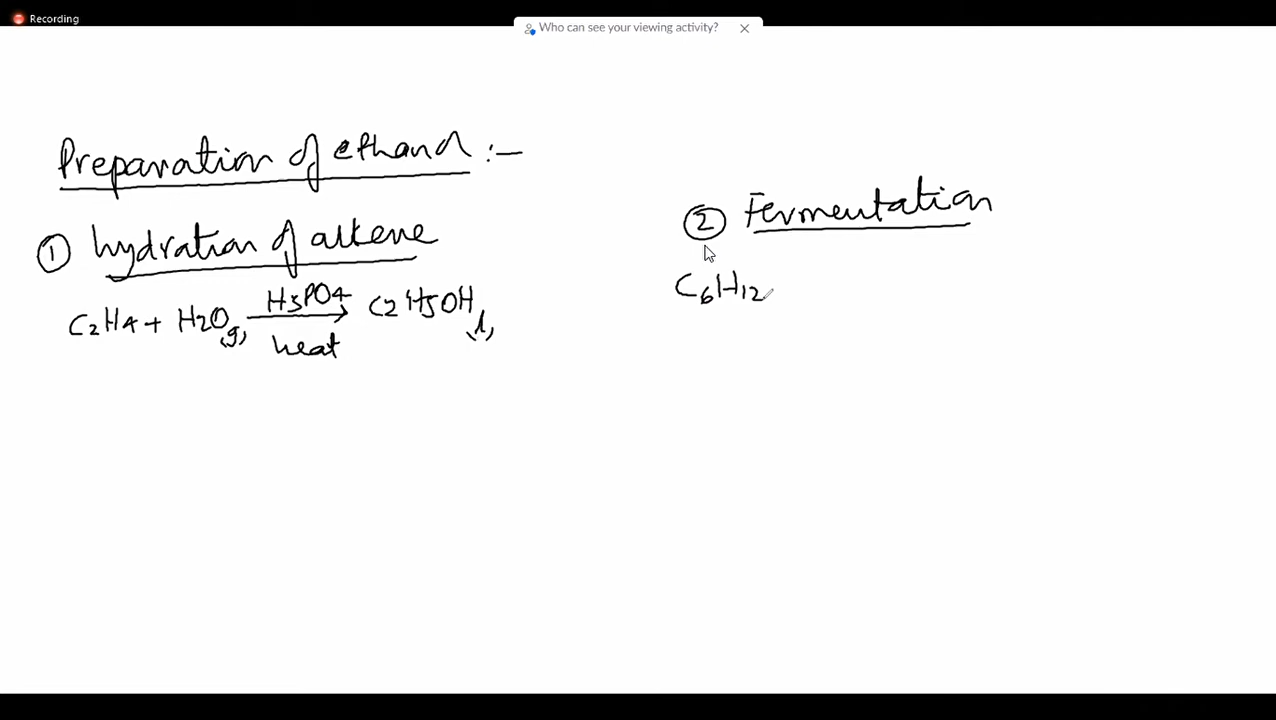 Recording
Who can see your viewing activity?
Preparation of ethanol :-
① hydration of alkene
C2H4 + H2O(g) H3PO4 → C2H5OH(l)
heat
② Fermentation
C6H12